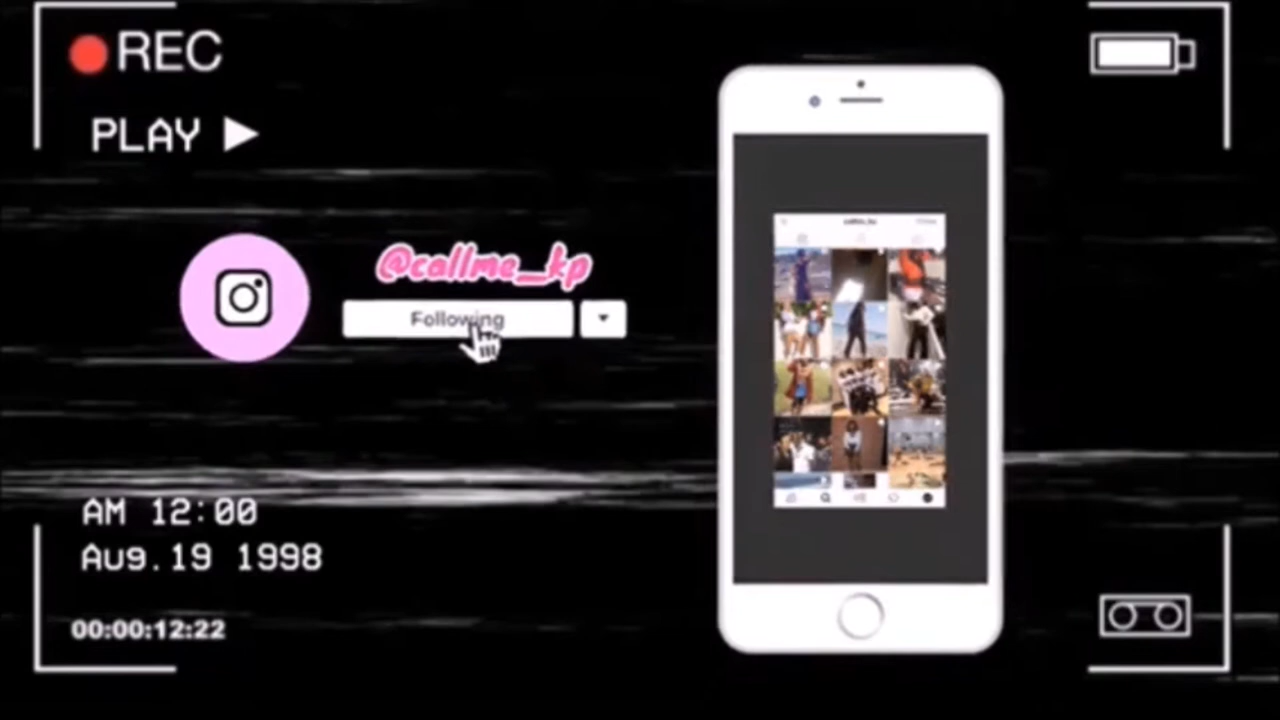 REC
PLAY
@callme_kp
Following
AM 12:00
Aug.19 1998
00:00:12:22